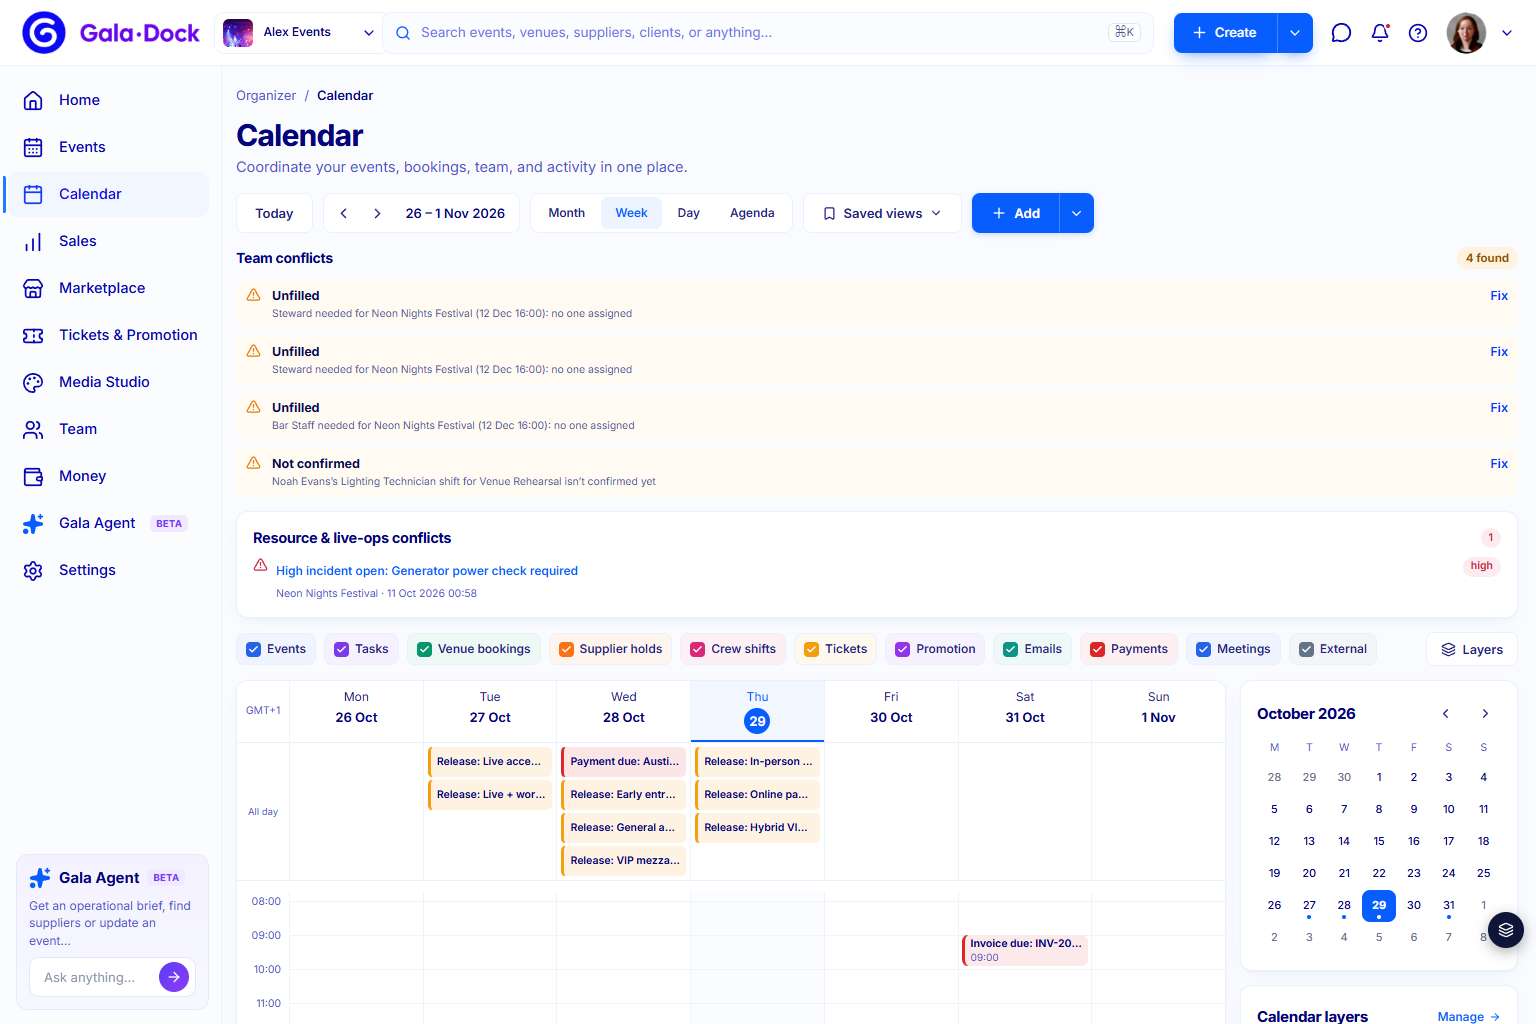 Gala·Dock
Alex Events
Search events, venues, suppliers, clients, or anything...
⌘K
+ Create
Home
Events
Calendar
Sales
Marketplace
Tickets & Promotion
Media Studio
Team
Money
Gala Agent BETA
Settings
Gala Agent BETA
Get an operational brief, find
suppliers or update an
event...
Ask anything...
Organizer / Calendar
Calendar
Coordinate your events, bookings, team, and activity in one place.
Today
26 – 1 Nov 2026
Month Week Day Agenda
Saved views
+ Add
Team conflicts
4 found
Unfilled
Fix
Steward needed for Neon Nights Festival (12 Dec 16:00): no one assigned
Unfilled
Fix
Steward needed for Neon Nights Festival (12 Dec 16:00): no one assigned
Unfilled
Fix
Bar Staff needed for Neon Nights Festival (12 Dec 16:00): no one assigned
Not confirmed
Fix
Noah Evans's Lighting Technician shift for Venue Rehearsal isn't confirmed yet
Resource & live-ops conflicts
1
High incident open: Generator power check required
high
Neon Nights Festival · 11 Oct 2026 00:58
Events Tasks Venue bookings Supplier holds Crew shifts Tickets Promotion Emails Payments Meetings External
Layers
GMT+1
Mon Tue Wed Thu Fri Sat Sun
26 Oct 27 Oct 28 Oct 29 30 Oct 31 Oct 1 Nov
All day
Release: Live acce...
Release: Live + wor...
Payment due: Austi...
Release: Early entr...
Release: General a...
Release: VIP mezza...
Release: In-person ...
Release: Online pa...
Release: Hybrid VI...
08:00
09:00
10:00
11:00
Invoice due: INV-20...
09:00
October 2026
M T W T F S S
28 29 30 1 2 3 4
5 6 7 8 9 10 11
12 13 14 15 16 17 18
19 20 21 22 23 24 25
26 27 28 29 30 31 1
2 3 4 5 6 7 8
Calendar layers
Manage →